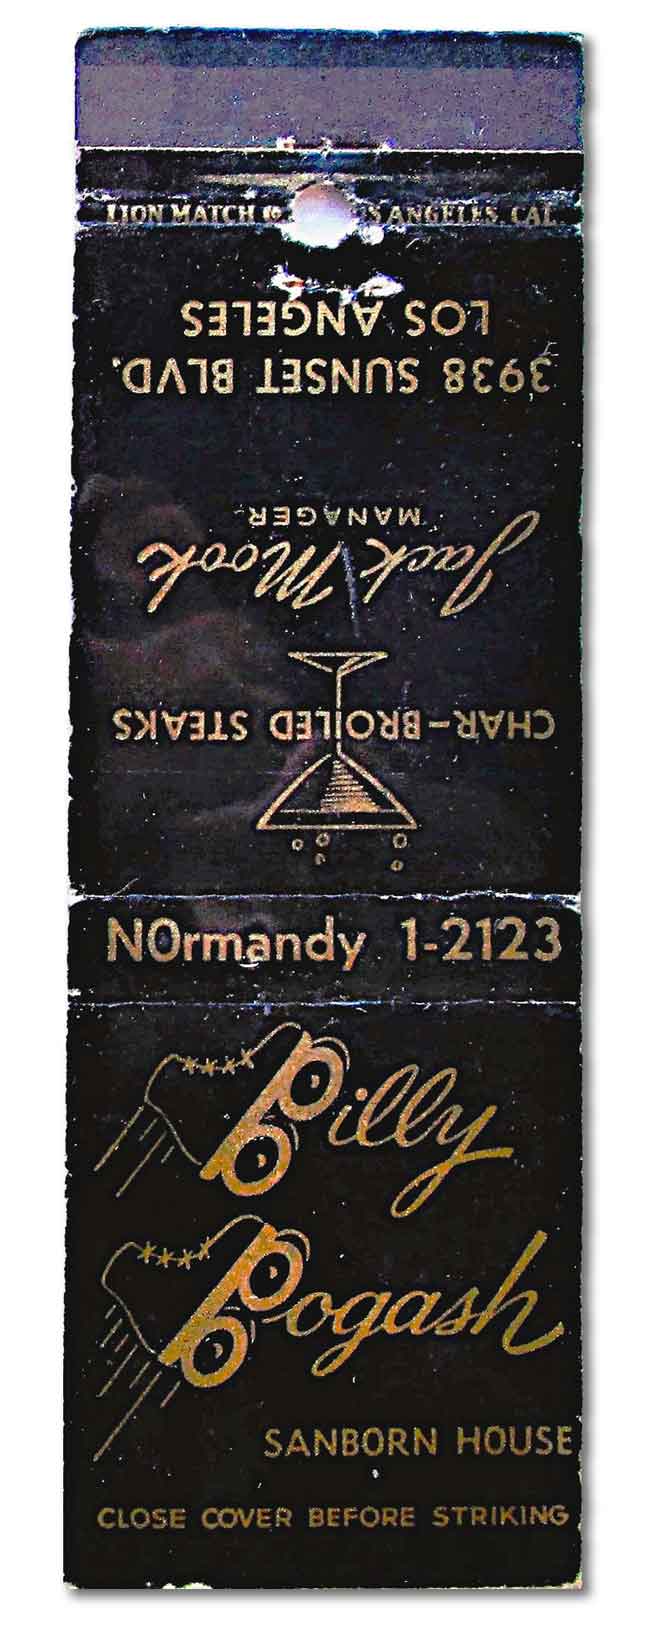 LION MATCH ANGELES, CAL.
CHAR-BROILED STEAKS
Jack Mook
MANAGER
3938 SUNSET BLVD.
LOS ANGELES
NOrmandy 1-2123
Billy
Bogash
SANBORN HOUSE
CLOSE COVER BEFORE STRIKING